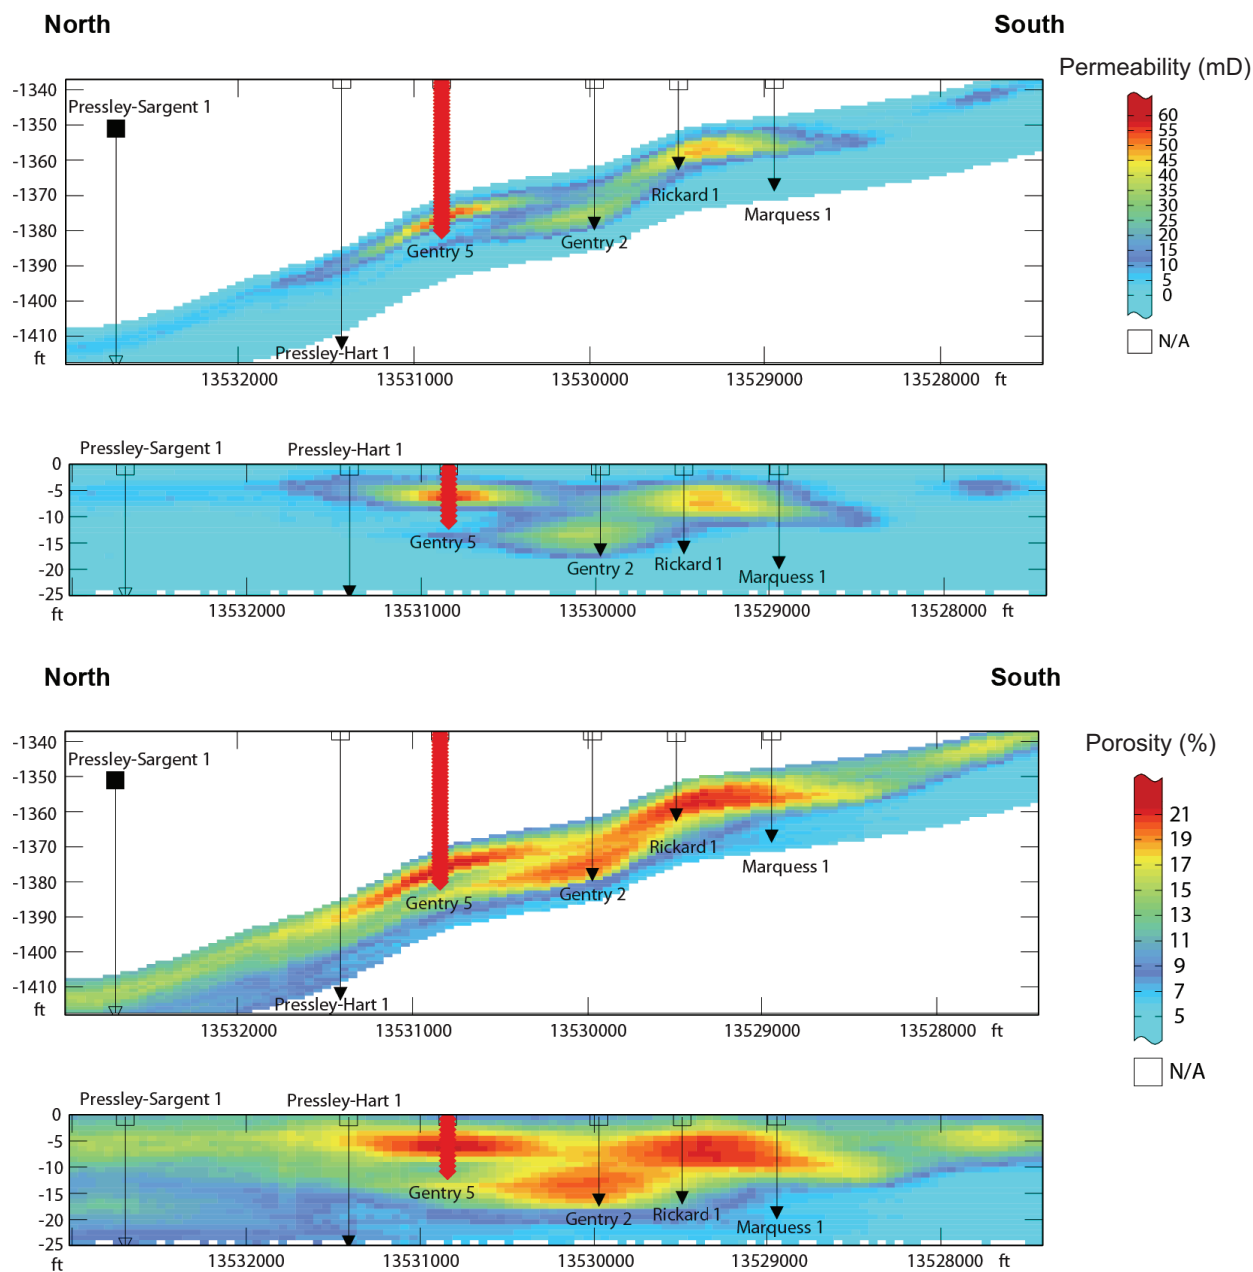 North South
Permeability (mD)
-1340
Pressley-Sargent 1
-1350
-1360
-1370
-1380
-1390
-1400
-1410
ft
Rickard 1
Marquess 1
Gentry 2
Gentry 5
Pressley-Hart 1
60
55
50
45
40
35
30
25
20
15
10
5
0
N/A
13532000 13531000 13530000 13529000 13528000 ft
Pressley-Sargent 1 Pressley-Hart 1
0
-5
-10
-15
-20
-25
ft
Gentry 5
Gentry 2
Rickard 1
Marquess 1
13532000 13531000 13530000 13529000 13528000
North South
Porosity (%)
-1340
Pressley-Sargent 1
-1350
-1360
-1370
-1380
-1390
-1400
-1410
ft
Rickard 1
Marquess 1
Gentry 2
Gentry 5
Pressley-Hart 1
21
19
17
15
13
11
9
7
5
N/A
13532000 13531000 13530000 13529000 13528000 ft
Pressley-Sargent 1 Pressley-Hart 1
0
-5
-10
-15
-20
-25
ft
Gentry 5
Gentry 2
Rickard 1
Marquess 1
13532000 13531000 13530000 13529000 13528000